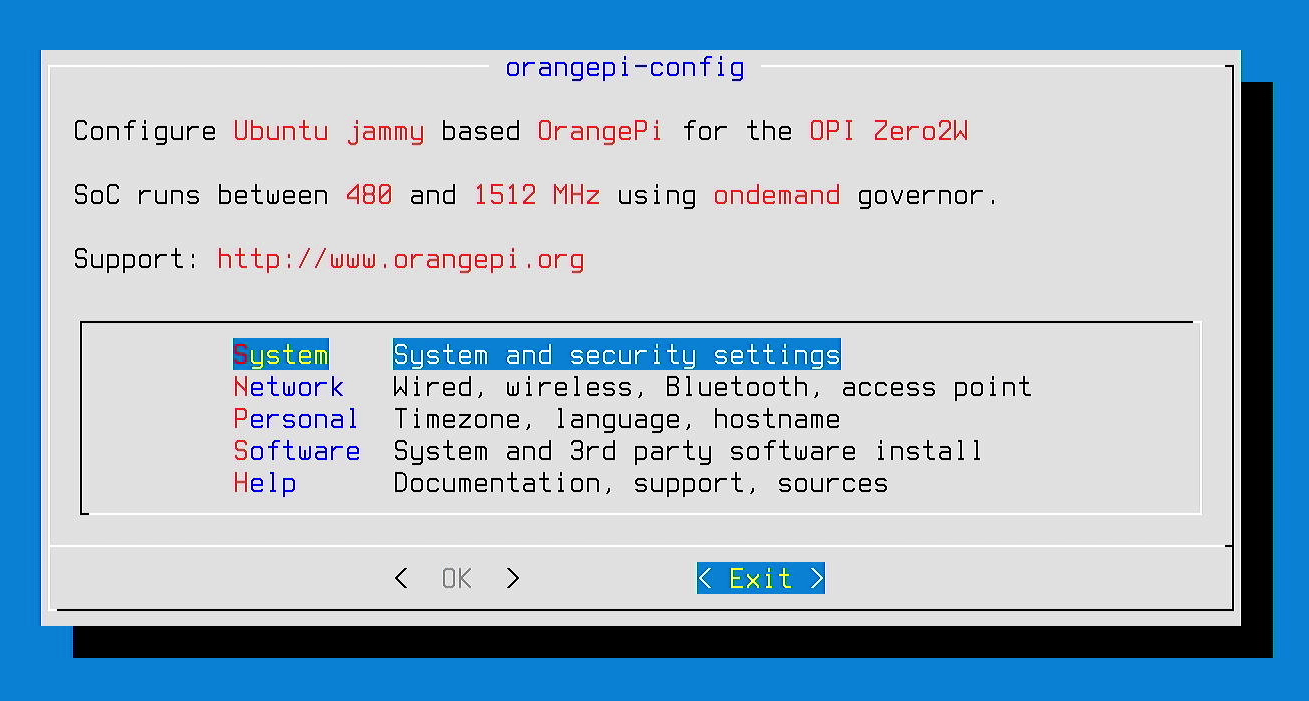 orangepi-config
Configure Ubuntu jammy based OrangePi for the OPI Zero2W
SoC runs between 480 and 1512 MHz using ondemand governor.
Support: http://www.orangepi.org
System System and security settings
Network Wired, wireless, Bluetooth, access point
Personal Timezone, language, hostname
Software System and 3rd party software install
Help Documentation, support, sources
< OK > < Exit >